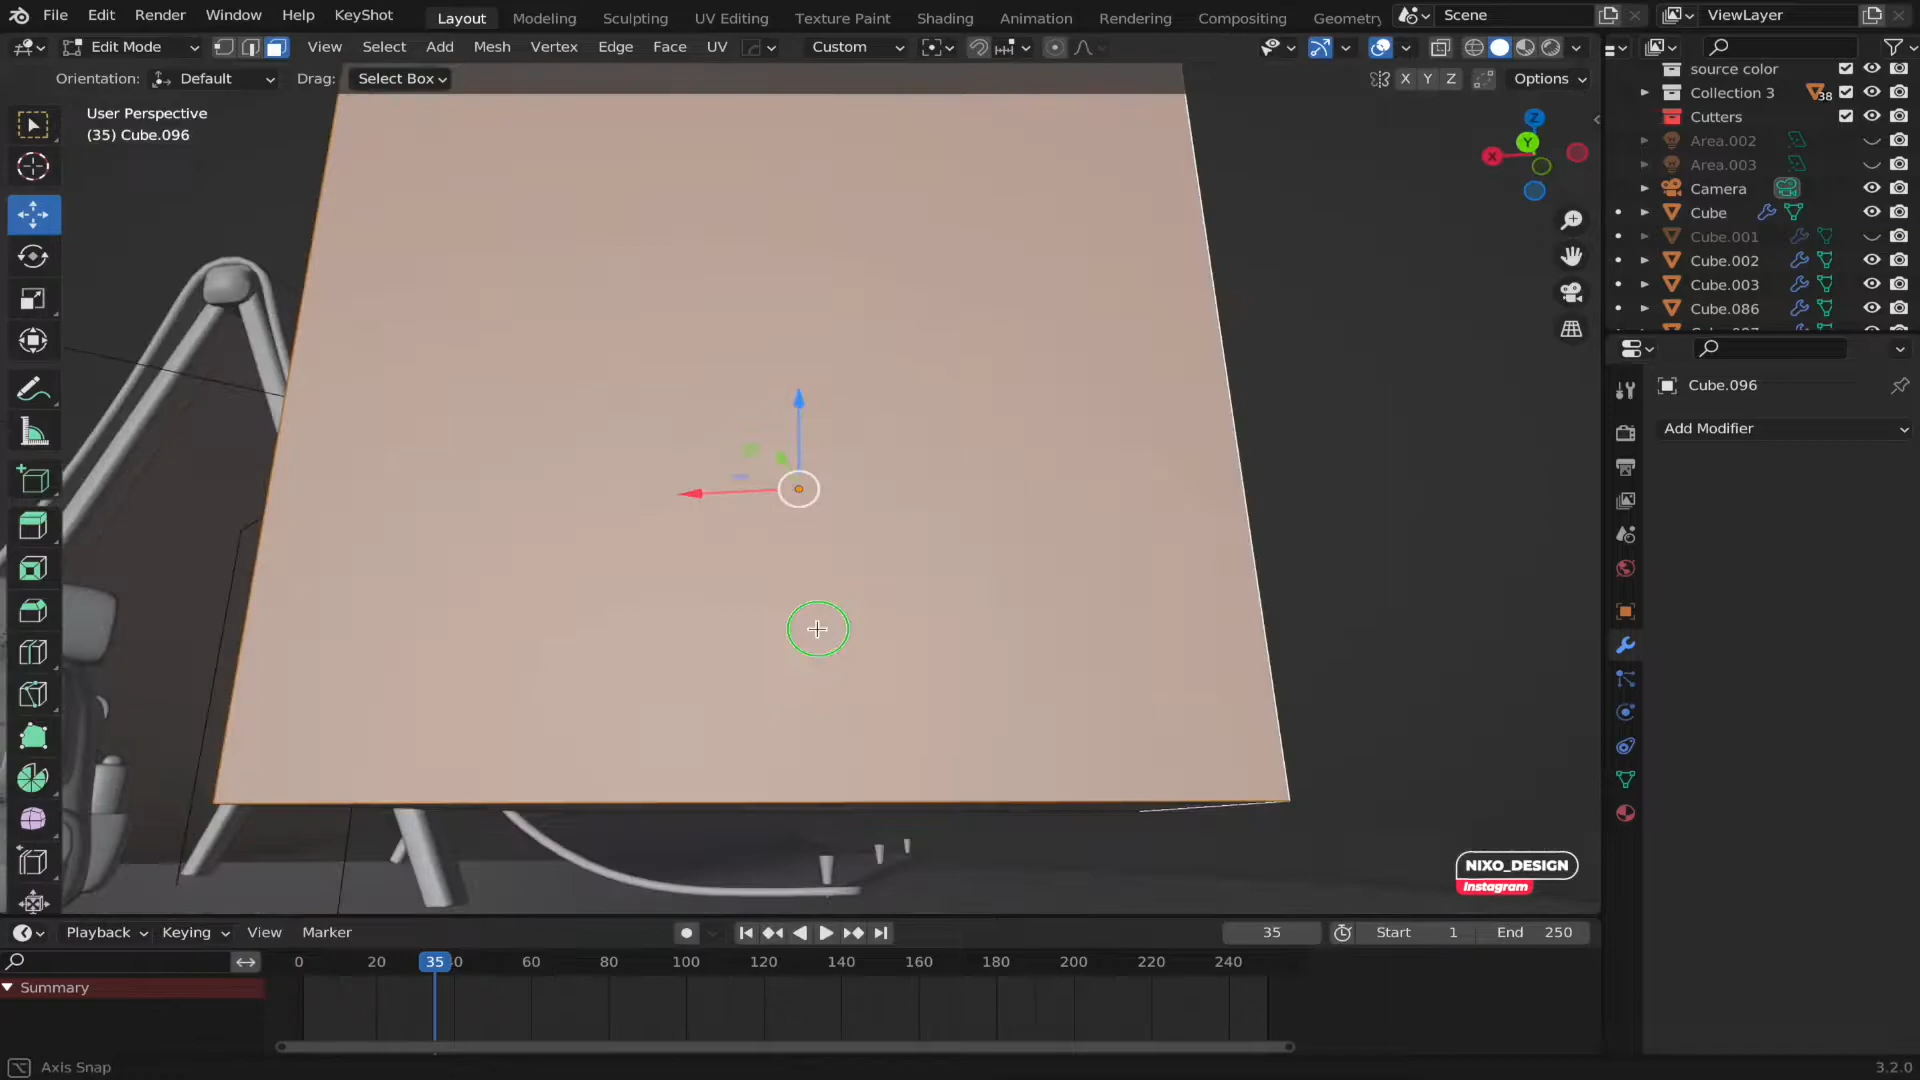 File Edit Render Window Help KeyShot Layout Modeling Sculpting UV Editing Texture Paint Shading Animation Rendering Compositing Geometry Scene ViewLayer
Edit Mode View Select Add Mesh Vertex Edge Face UV Custom
Orientation: Default Drag: Select Box X Y Z Options
User Perspective
(35) Cube.096
Z
Y
X
source color
Collection 3 38
Cutters
Area.002
Area.003
Camera
Cube
Cube.001
Cube.002
Cube.003
Cube.086
Cube.096
Add Modifier
NIXO_DESIGN
Instagram
Playback Keying View Marker 35 Start 1 End 250
0 20 35 60 80 100 120 140 160 180 200 220 240
Summary
Axis Snap 3.2.0